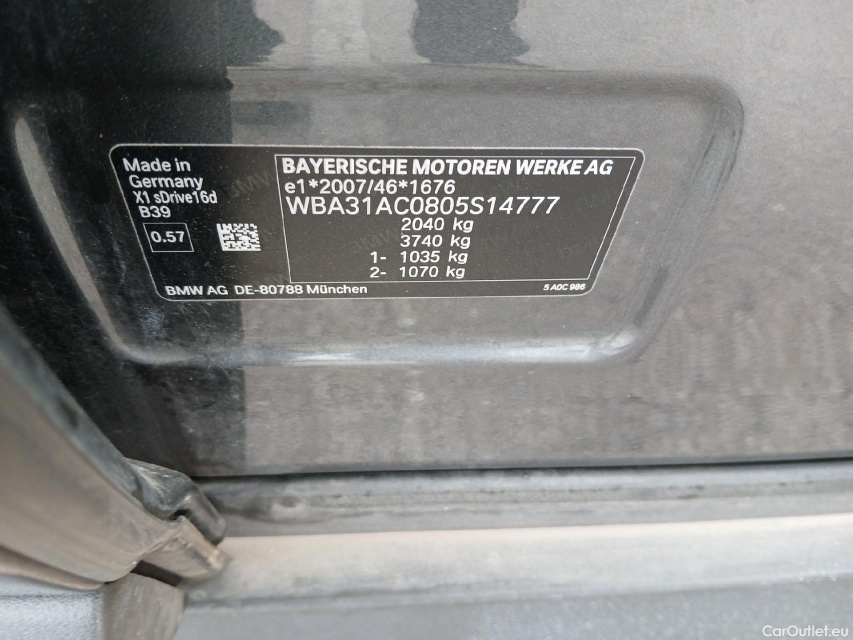 Made in
Germany
X1 sDrive16d
B39
0.57
BAYERISCHE MOTOREN WERKE AG
e1*2007/46*1676
WBA31AC0805S14777
2040 kg
3740 kg
1- 1035 kg
2- 1070 kg
BMW AG DE-80788 München
5 A0C 986
CarOutlet.eu